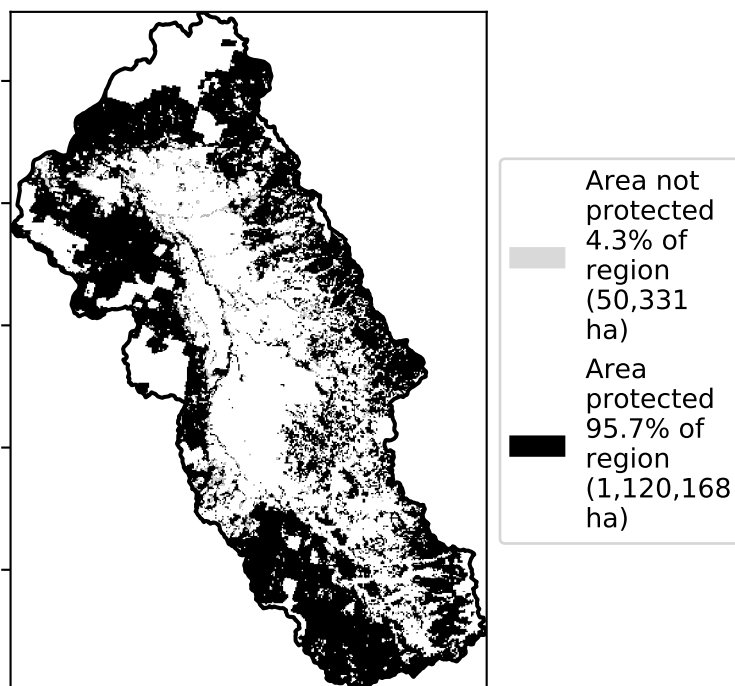 Area not
protected
4.3% of
region
(50,331
ha)
Area
protected
95.7% of
region
(1,120,168
ha)